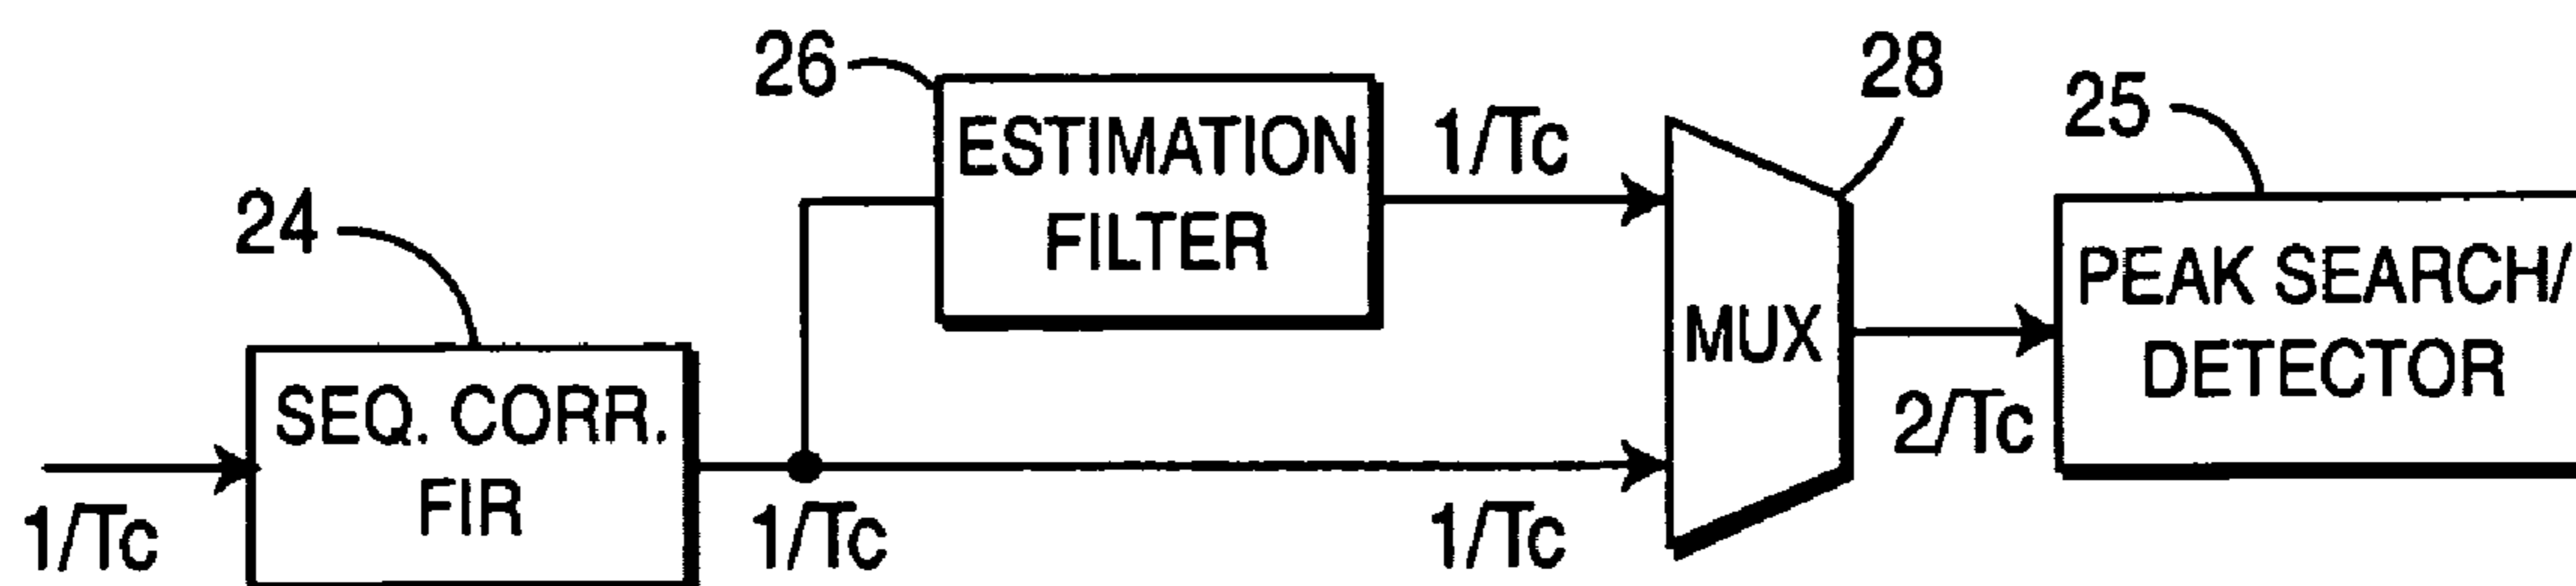 26
28
25
24
ESTIMATION
FILTER
1/Tc
MUX
PEAK SEARCH/
DETECTOR
2/Tc
SEQ. CORR.
FIR
1/Tc
1/Tc
1/Tc